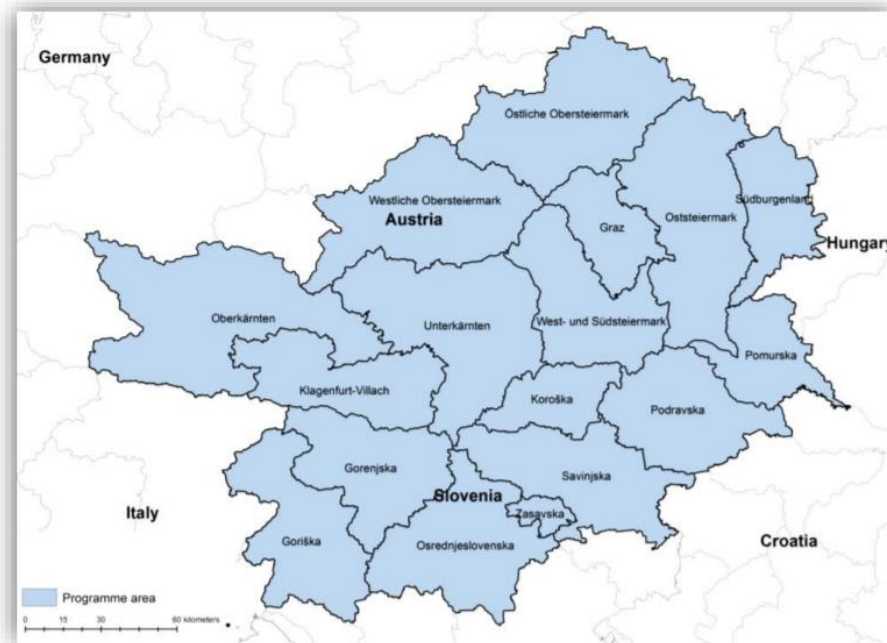 Germany
Östliche Obersteiermark
Westliche Obersteiermark
Austria
Graz
Oststeiermark
Südburgenland
Hungary
Oberkärnten
Unterkärnten
West- und Südsteiermark
Pomurska
Klagenfurt-Villach
Koroška
Podravska
Gorenjska
Savinjska
Slovenia
Italy
Zasavska
Goriška
Osrednjeslovenska
Croatia
Programme area
0 15 30 60 kilometers